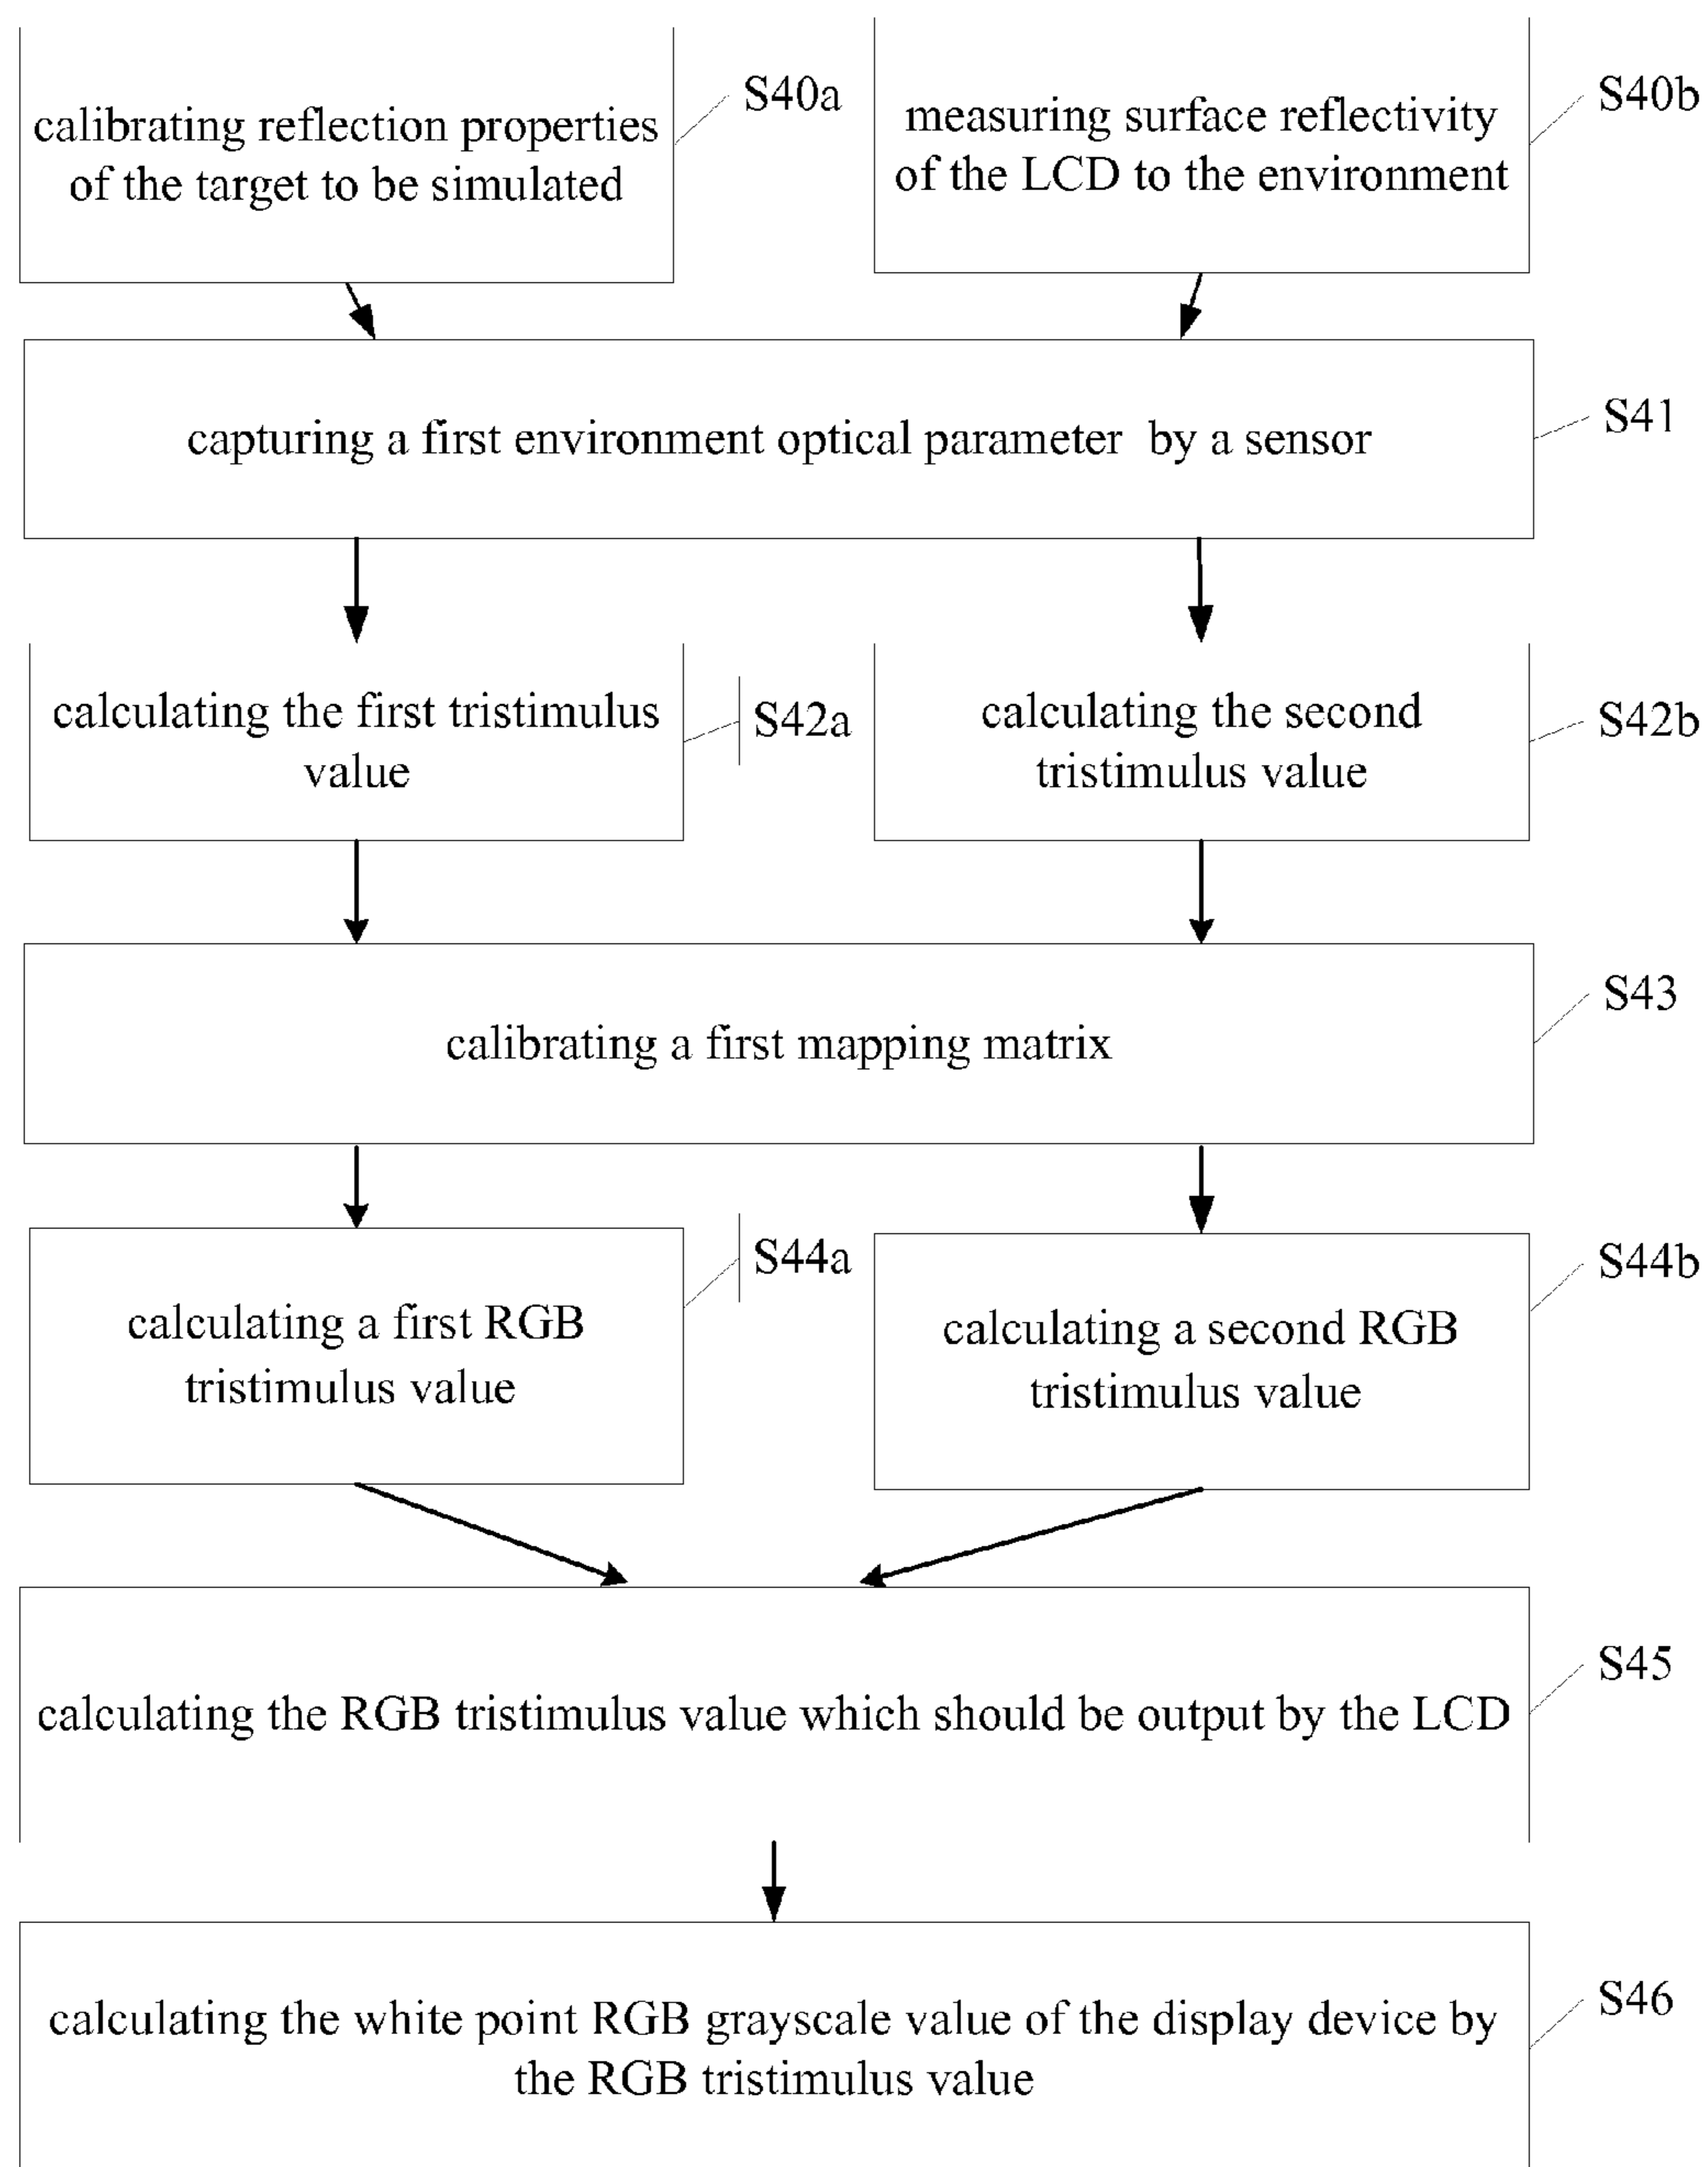 calibrating reflection properties
of the target to be simulated
S40a
measuring surface reflectivity
of the LCD to the environment
S40b
capturing a first environment optical parameter by a sensor
S41
calculating the first tristimulus
value
S42a
calculating the second
tristimulus value
S42b
calibrating a first mapping matrix
S43
calculating a first RGB
tristimulus value
S44a
calculating a second RGB
tristimulus value
S44b
calculating the RGB tristimulus value which should be output by the LCD
S45
calculating the white point RGB grayscale value of the display device by
the RGB tristimulus value
S46